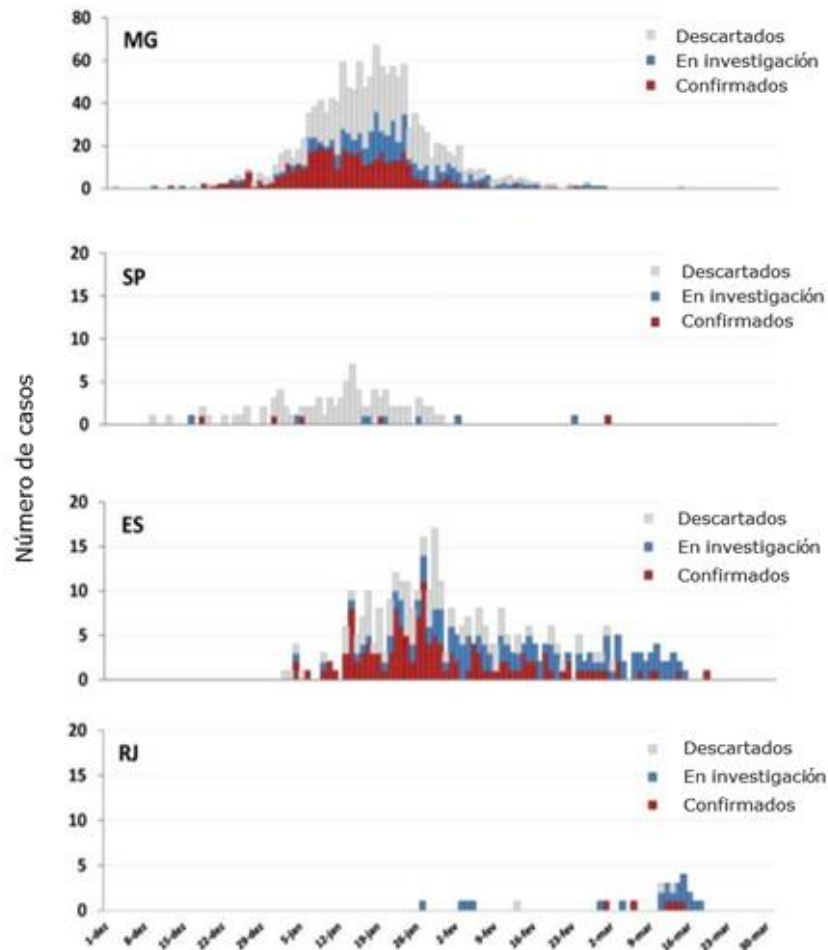 80
60
40
20
0
MG
Descartados
En investigación
Confirmados
20
15
10
5
0
SP
Descartados
En investigación
Confirmados
Número de casos
20
15
10
5
0
ES
Descartados
En investigación
Confirmados
20
15
10
5
0
RJ
Descartados
En investigación
Confirmados
1-dez
8-dez
15-dez
22-dez
29-dez
5-jan
12-jan
19-jan
26-jan
2-fev
9-fev
16-fev
23-fev
2-mar
9-mar
16-mar
23-mar
30-mar